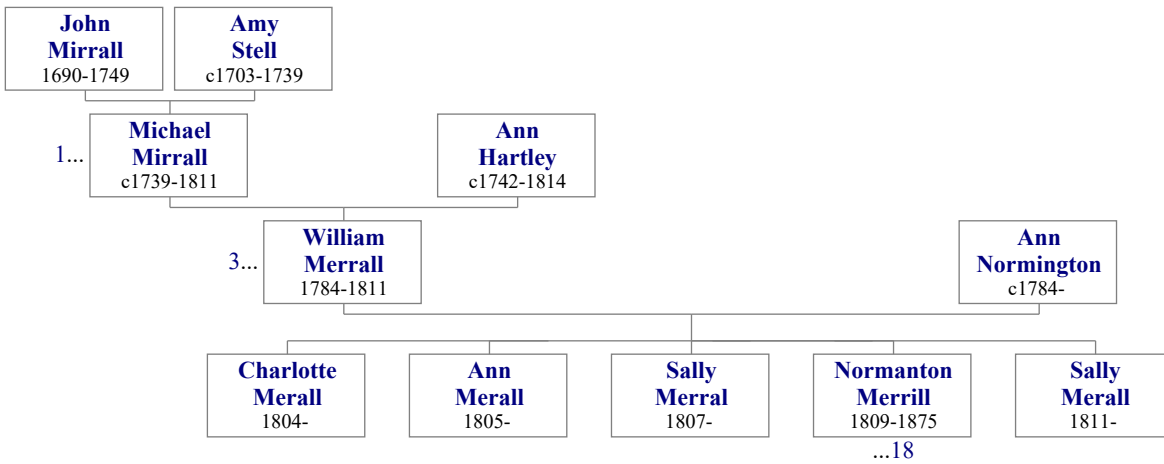 John
Mirrall
1690-1749
Amy
Stell
c1703-1739
1...
Michael
Mirrall
c1739-1811
Ann
Hartley
c1742-1814
3...
William
Merrall
1784-1811
Ann
Normington
c1784-
Charlotte
Merall
1804-
Ann
Merall
1805-
Sally
Merral
1807-
Normanton
Merrill
1809-1875
...18
Sally
Merall
1811-